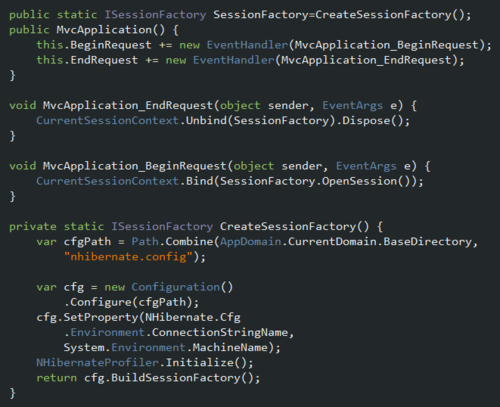 public static ISessionFactory SessionFactory=CreateSessionFactory();
public MvcApplication() {
    this.BeginRequest += new EventHandler(MvcApplication_BeginRequest);
    this.EndRequest += new EventHandler(MvcApplication_EndRequest);
}

void MvcApplication_EndRequest(object sender, EventArgs e) {
    CurrentSessionContext.Unbind(SessionFactory).Dispose();
}

void MvcApplication_BeginRequest(object sender, EventArgs e) {
    CurrentSessionContext.Bind(SessionFactory.OpenSession());
}

private static ISessionFactory CreateSessionFactory() {
    var cfgPath = Path.Combine(AppDomain.CurrentDomain.BaseDirectory,
        "nhibernate.config");

    var cfg = new Configuration()
        .Configure(cfgPath);
    cfg.SetProperty(NHibernate.Cfg
        .Environment.ConnectionStringName,
        System.Environment.MachineName);
    NHibernateProfiler.Initialize();
    return cfg.BuildSessionFactory();
}